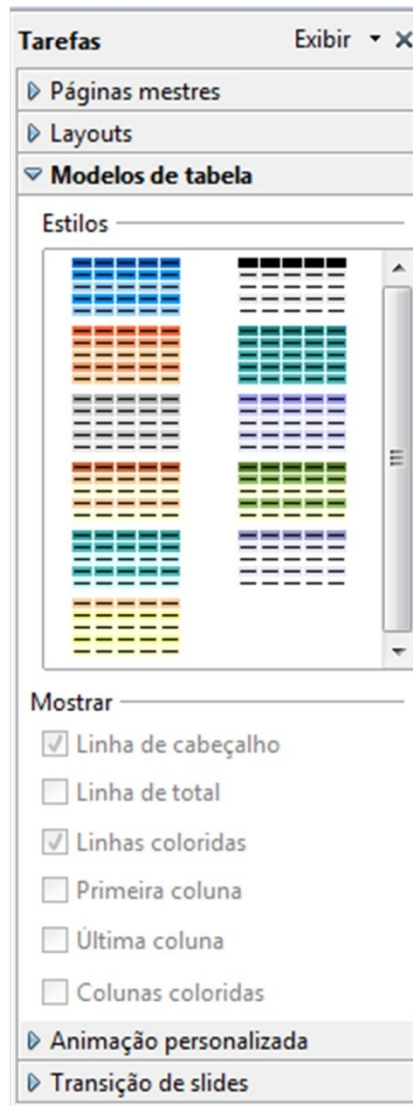 Tarefas Exibir
Páginas mestres
Layouts
Modelos de tabela
Estilos
Mostrar
Linha de cabeçalho
Linha de total
Linhas coloridas
Primeira coluna
Última coluna
Colunas coloridas
Animação personalizada
Transição de slides